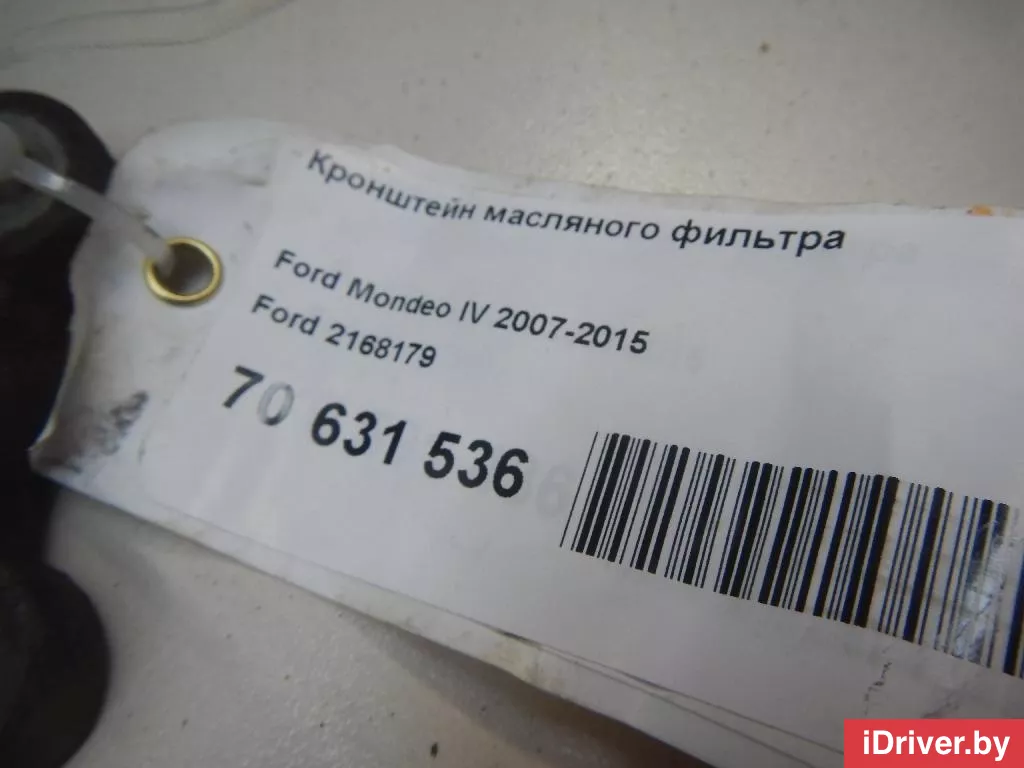 Кронштейн масляного фильтра
Ford Mondeo IV 2007-2015
Ford 2168179
70 631 536
iDriver.by